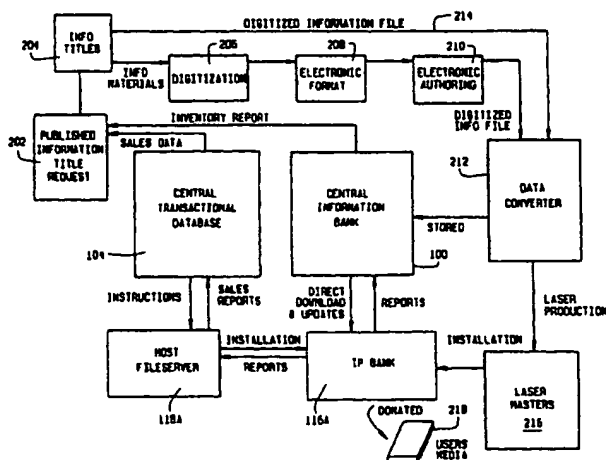 DIGITIZED INFORMATION FILE
214
INFO
TITLES
204
INFO
MATERIALS
206
DIGITIZATION
208
ELECTRONIC
FORMAT
210
ELECTRONIC
AUTHORING
DIGITIZED
INFO FILE
INVENTORY REPORT
SALES DATA
PUBLISHED
INFORMATION
TITLE
REQUEST
202
212
DATA
CONVERTER
CENTRAL
TRANSACTIONAL
DATABASE
104
CENTRAL
INFORMATION
BANK
100
STORED
INSTRUCTIONS
SALES
REPORTS
DIRECT
DOWNLOAD
& UPDATES
REPORTS
LASER
PRODUCTION
HOST
FILESERVER
118A
INSTALLATION
REPORTS
IP BANK
116A
INSTALLATION
LASER
MASTERS
216
DONATED
218
USERS
MEDIA